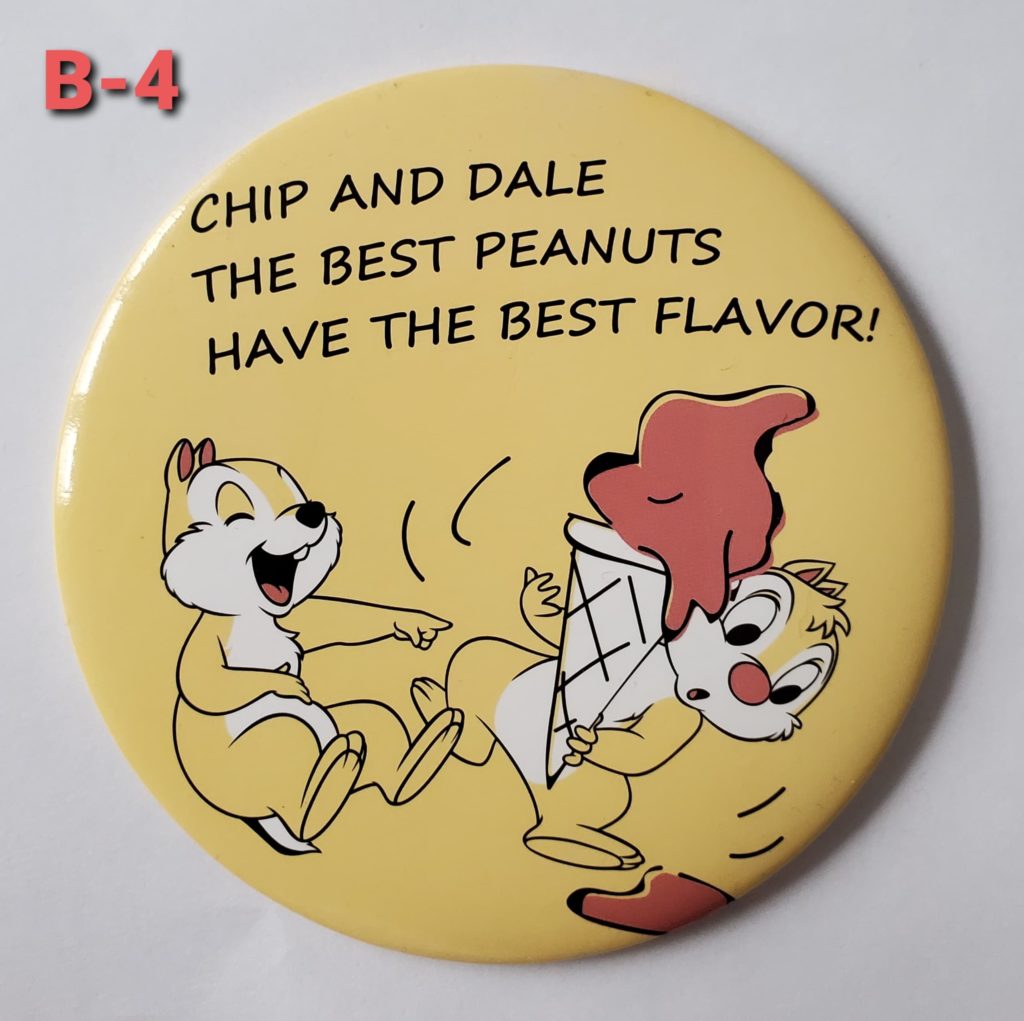 B-4
CHIP AND DALE
THE BEST PEANUTS
HAVE THE BEST FLAVOR!